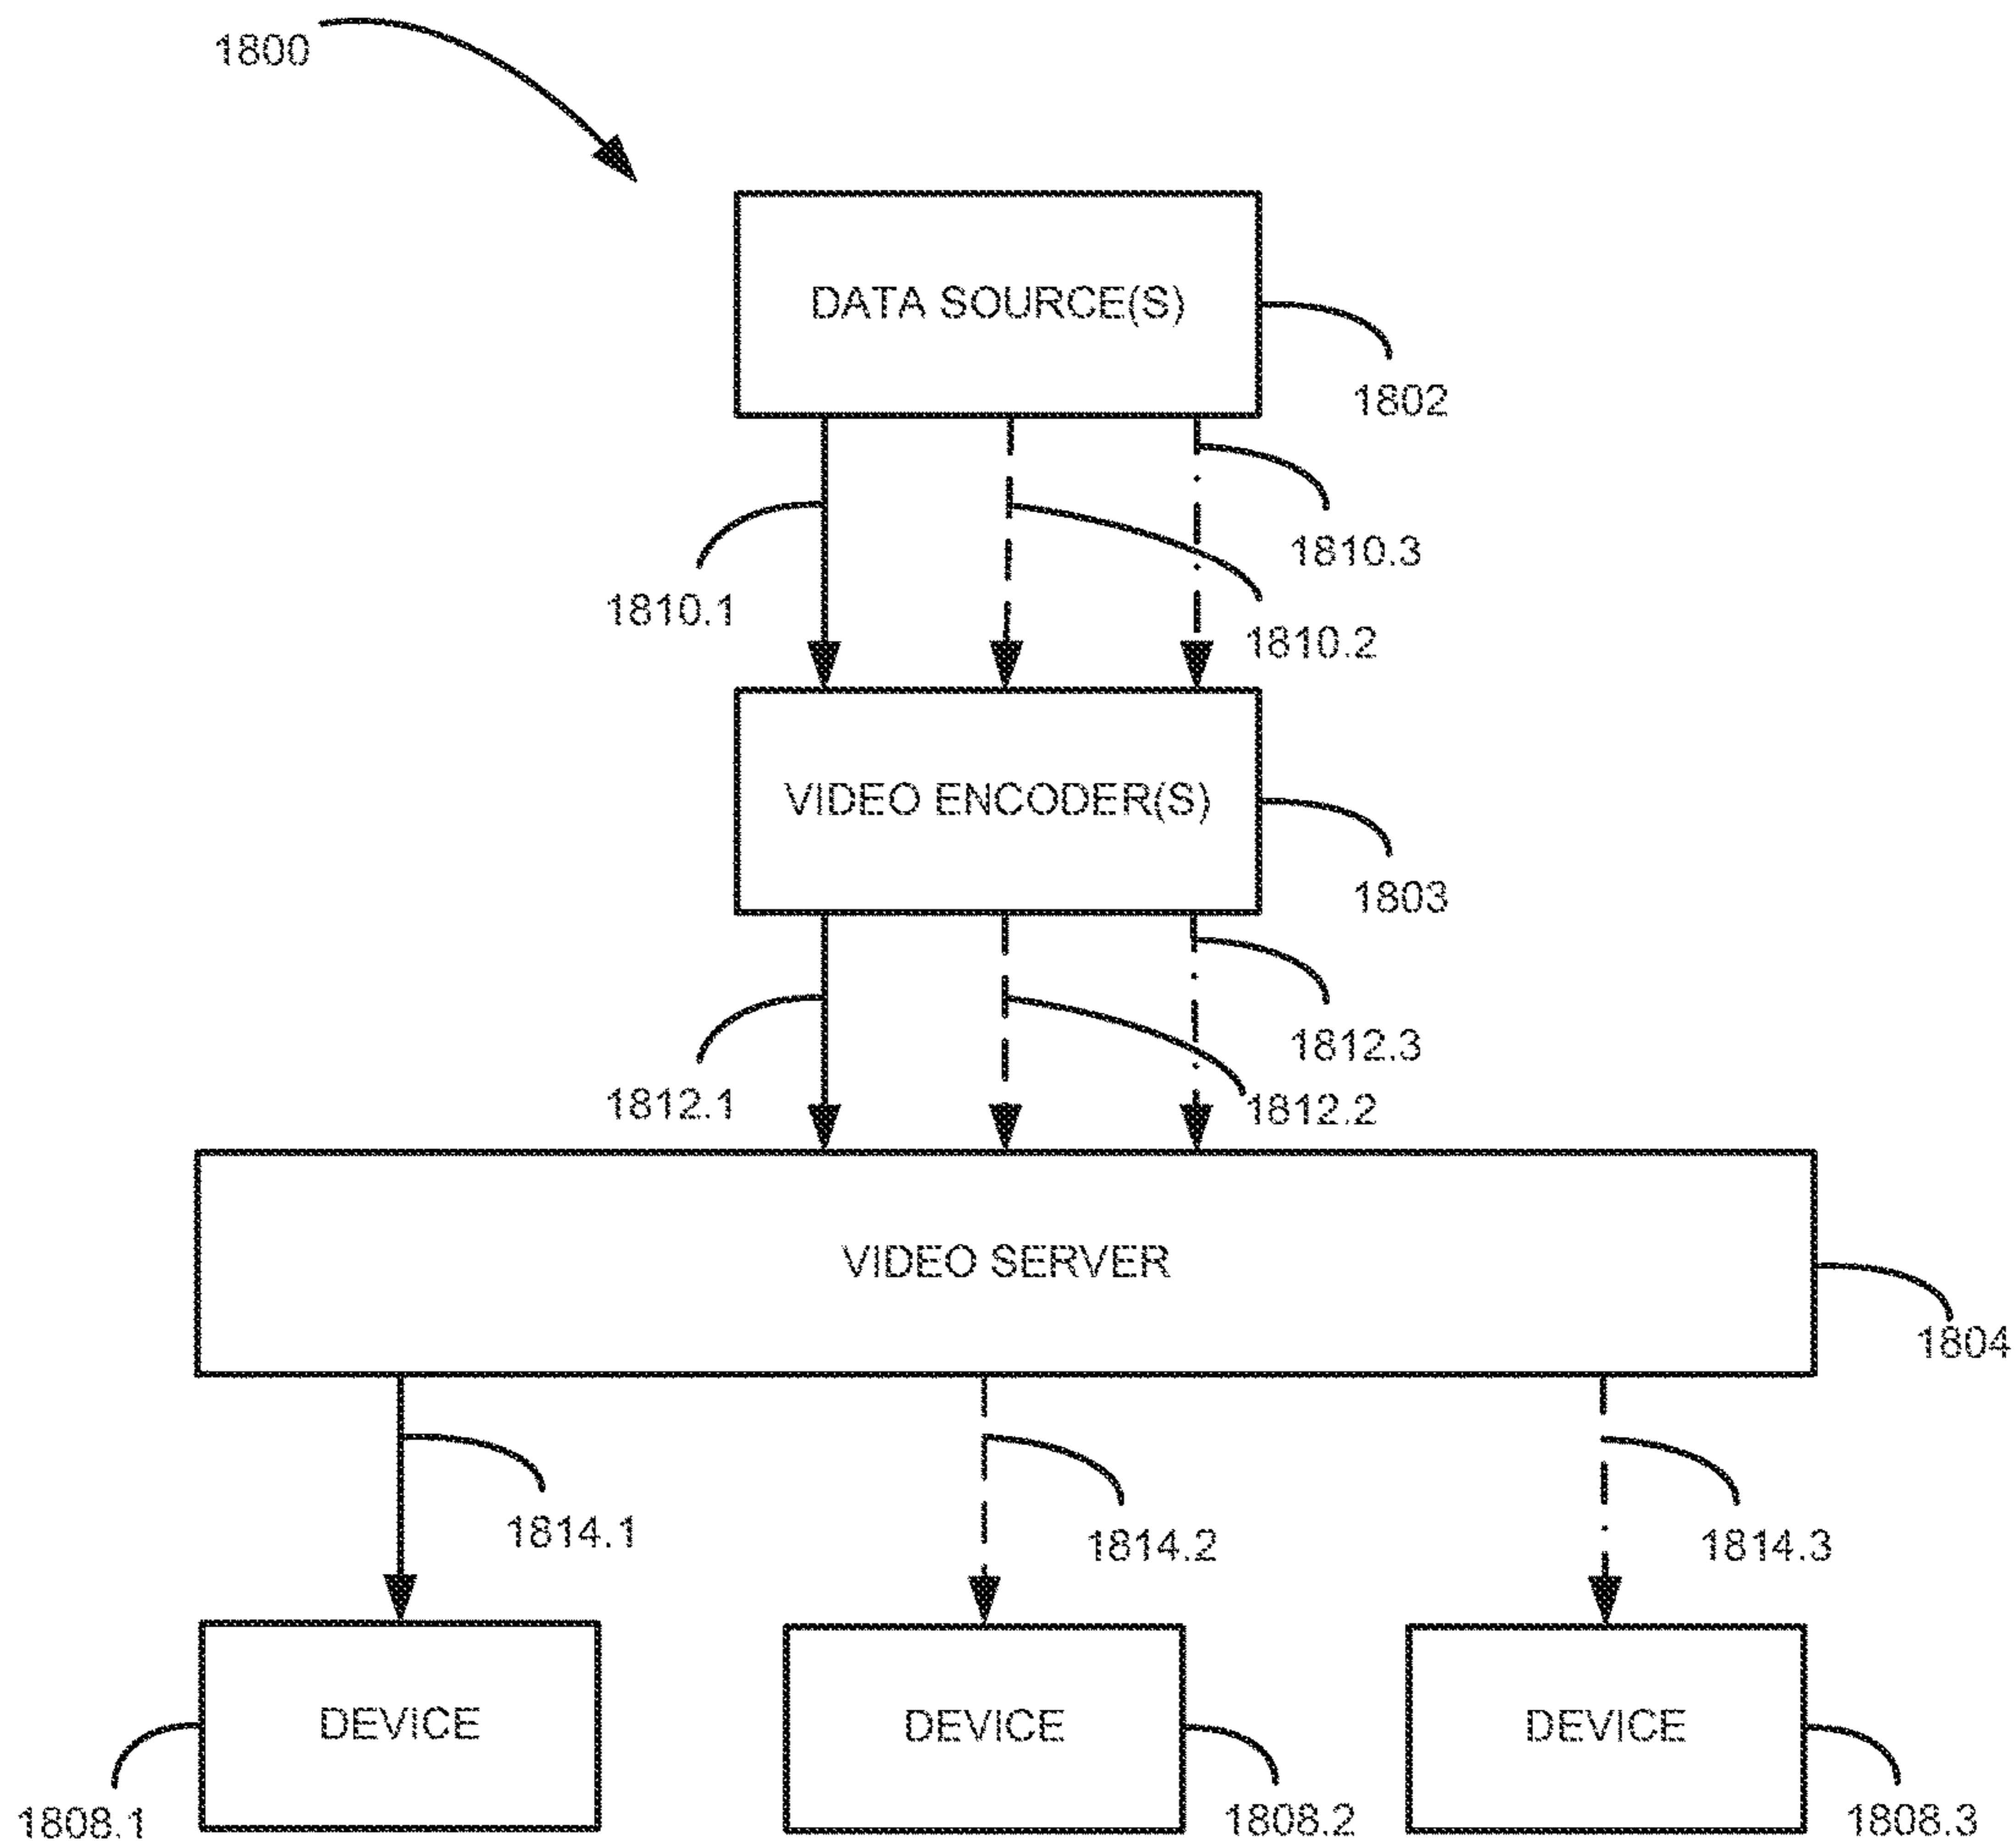 1800
DATA SOURCE(S)
1802
1810.3
1810.1
1810.2
VIDEO ENCODER(S)
1803
1812.3
1812.1
1812.2
VIDEO SERVER
1804
1814.1
1814.2
1814.3
DEVICE
DEVICE
DEVICE
1808.1
1808.2
1808.3